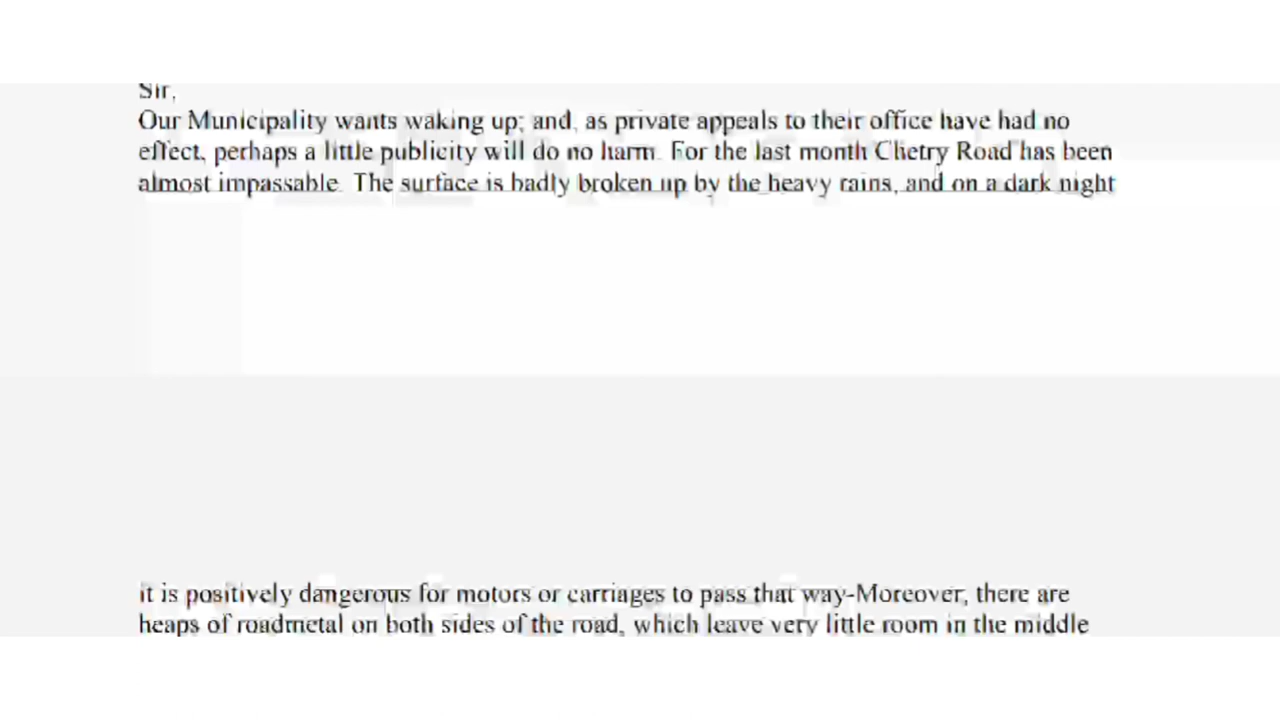 Sir,
Our Municipality wants waking up; and, as private appeals to their office have had no
effect, perhaps a little publicity will do no harm. For the last month Chetry Road has been
almost impassable. The surface is badly broken up by the heavy rains, and on a dark night
it is positively dangerous for motors or carriages to pass that way-Moreover, there are
heaps of roadmetal on both sides of the road, which leave very little room in the middle